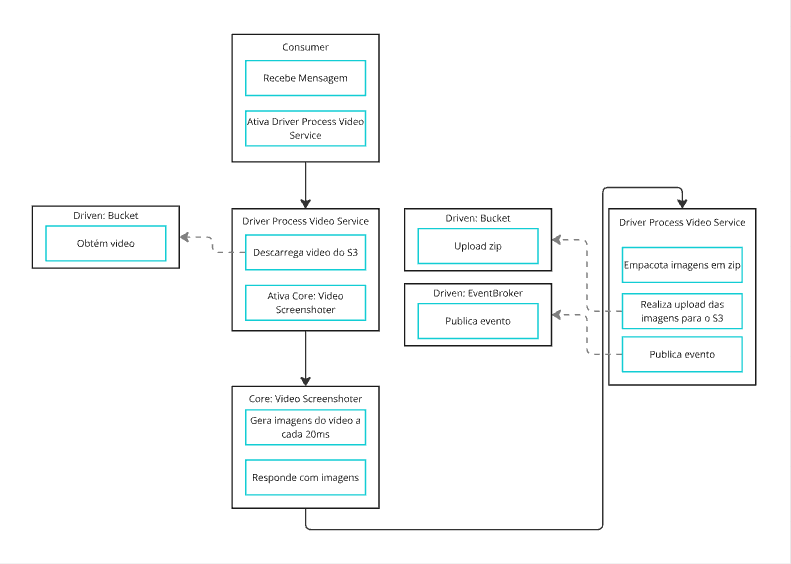 Consumer
Recebe Mensagem
Ativa Driver Process Video
Service
Driven: Bucket
Obtém video
Driver Process Video Service
Descarrega video do S3
Ativa Core: Video
Screenshoter
Core: Video Screenshoter
Gera imagens do video a
cada 20ms
Responde com imagens
Driven: Bucket
Upload zip
Driven: EventBroker
Publica evento
Driver Process Video Service
Empacota imagens em zip
Realiza upload das
imagens para o S3
Publica evento